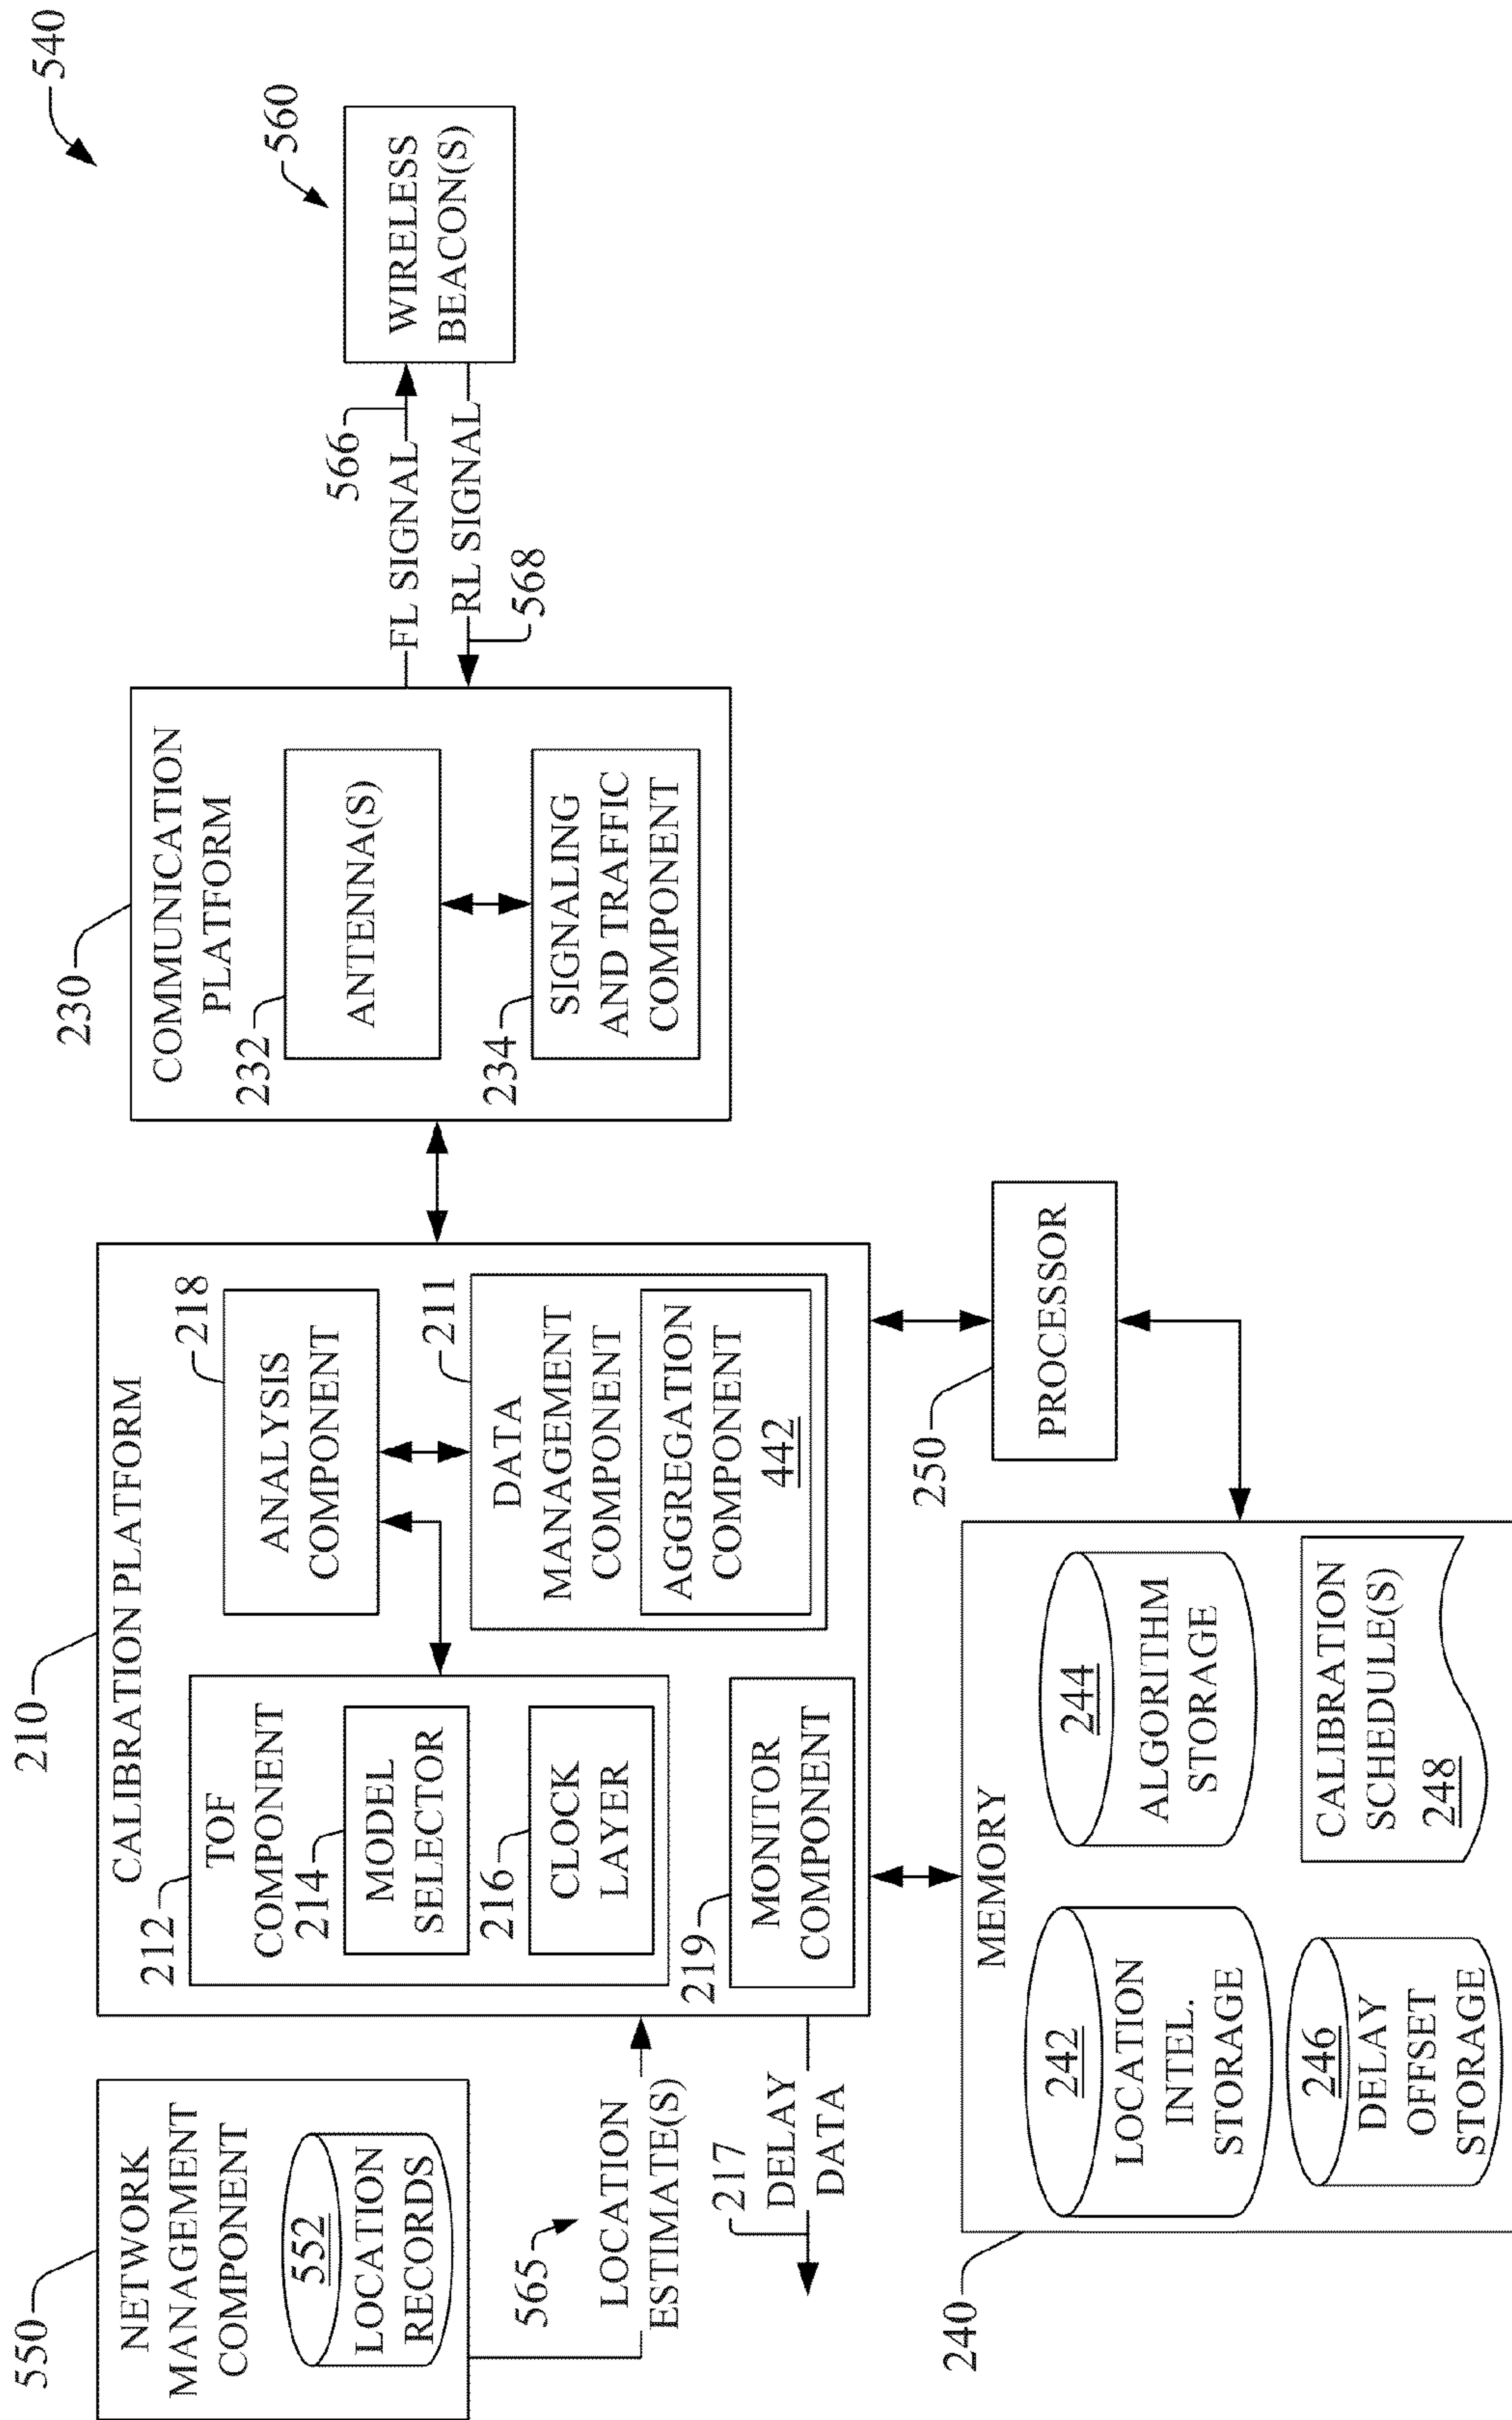 540
550
NETWORK
MANAGEMENT
COMPONENT
552
LOCATION
RECORDS
565
LOCATION
ESTIMATE(S)
217
DELAY
DATA
210
CALIBRATION PLATFORM
212
TOF
COMPONENT
214
MODEL
SELECTOR
216
CLOCK
LAYER
218
ANALYSIS
COMPONENT
211
DATA
MANAGEMENT
COMPONENT
AGGREGATION
COMPONENT
442
219
MONITOR
COMPONENT
230
COMMUNICATION
PLATFORM
232
ANTENNA(S)
234
SIGNALING
AND TRAFFIC
COMPONENT
566
FL SIGNAL
RL SIGNAL
568
560
WIRELESS
BEACON(S)
250
PROCESSOR
240
MEMORY
242
LOCATION
INTEL.
STORAGE
244
ALGORITHM
STORAGE
246
DELAY
OFFSET
STORAGE
CALIBRATION
SCHEDULE(S)
248